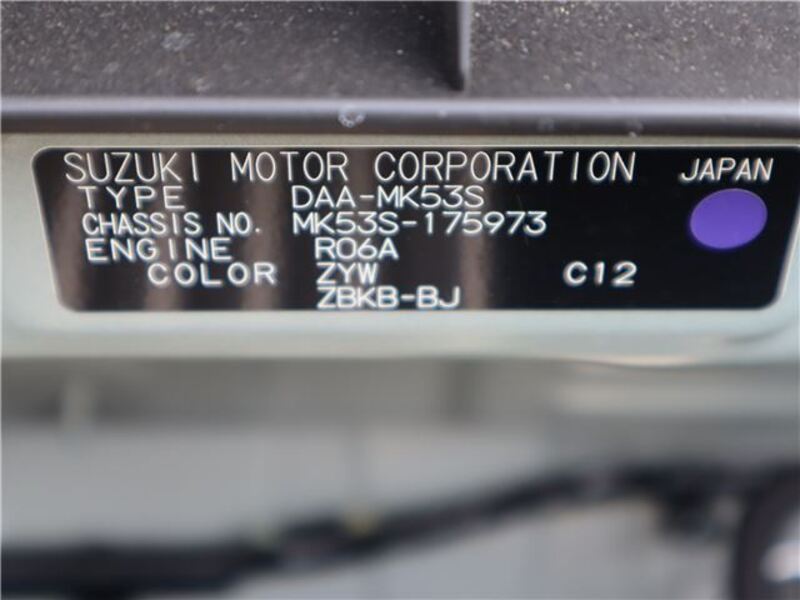 SUZUKI MOTOR CORPORATION JAPAN
TYPE DAA-MK53S
CHASSIS NO. MK53S-175973
ENGINE R06A
COLOR ZYW C12
ZBKB-BJ